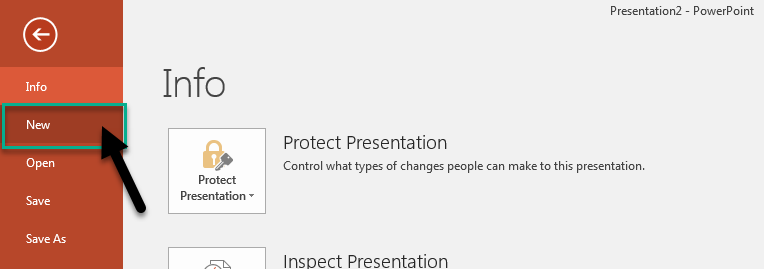 Presentation2 - PowerPoint
Info
New
Open
Save
Save As
Info
Protect
Presentation
Protect Presentation
Control what types of changes people can make to this presentation.
Inspect Presentation